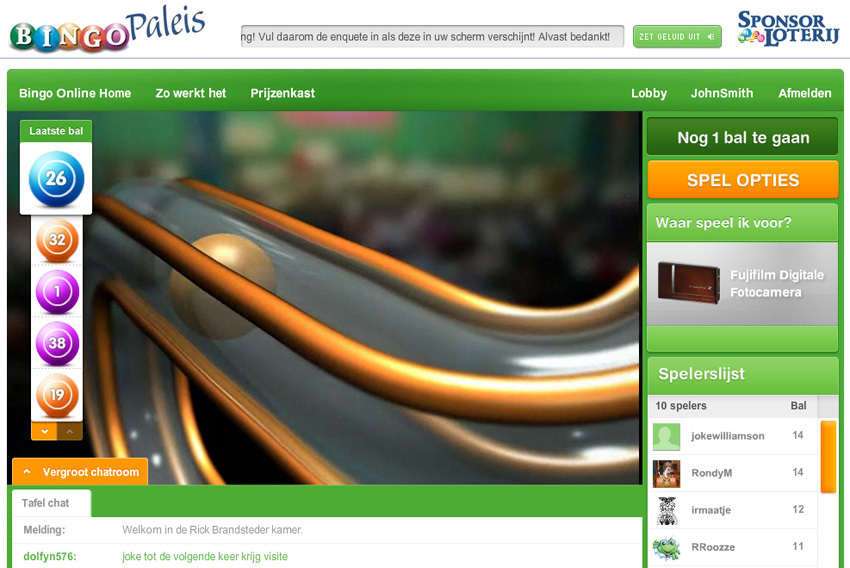 BINGO Paleis
ng! Vul daarom de enquete in als deze in uw scherm verschijnt! Alvast bedankt!
ZET GELUID UIT
SPONSOR LOTERIJ
Bingo Online Home
Zo werkt het
Prijzenkast
Lobby
JohnSmith
Afmelden
Laatste bal
26
32
1
38
19
Nog 1 bal te gaan
SPEL OPTIES
Waar speel ik voor?
Fujifilm Digitale
Fotocamera
Spelerslijst
10 spelers Bal
jokewilliamson 14
RondyM 14
irmaatje 12
RRoozze 11
Vergroot chatroom
Tafel chat
Melding: Welkom in de Rick Brandsteder kamer.
dolfyn576: joke tot de volgende keer krijg visite